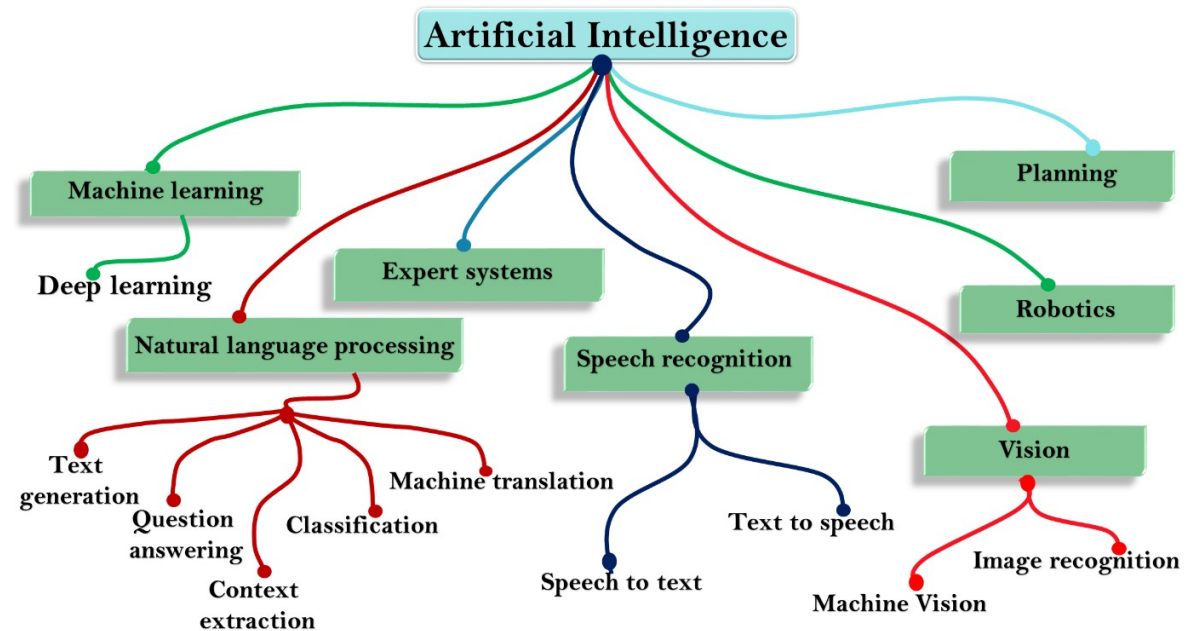 Artificial Intelligence
Machine learning
Deep learning
Natural language processing
Text
generation
Question
answering
Context
extraction
Classification
Machine translation
Expert systems
Speech recognition
Speech to text
Text to speech
Vision
Machine Vision
Image recognition
Robotics
Planning